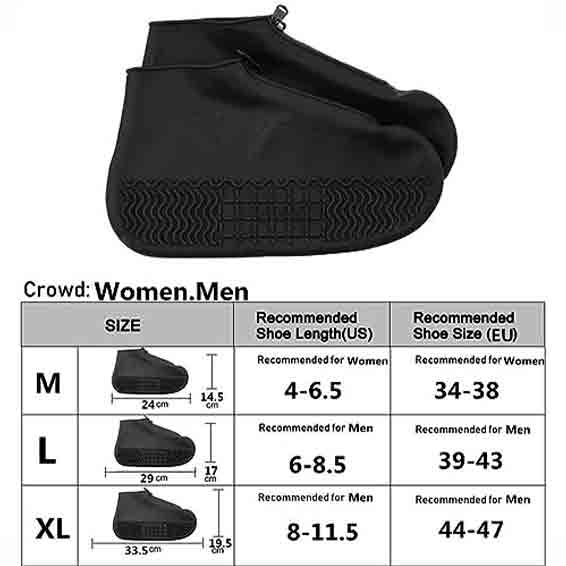 Crowd: Women.Men
SIZE
Recommended
Shoe Length(US)
Recommended
Shoe Size (EU)
M
24cm
14.5
cm
Recommended for Women
4-6.5
Recommended for Women
34-38
L
29cm
17
cm
Recommended for Men
6-8.5
Recommended for Men
39-43
XL
33.5cm
19.5
cm
Recommended for Men
8-11.5
Recommended for Men
44-47